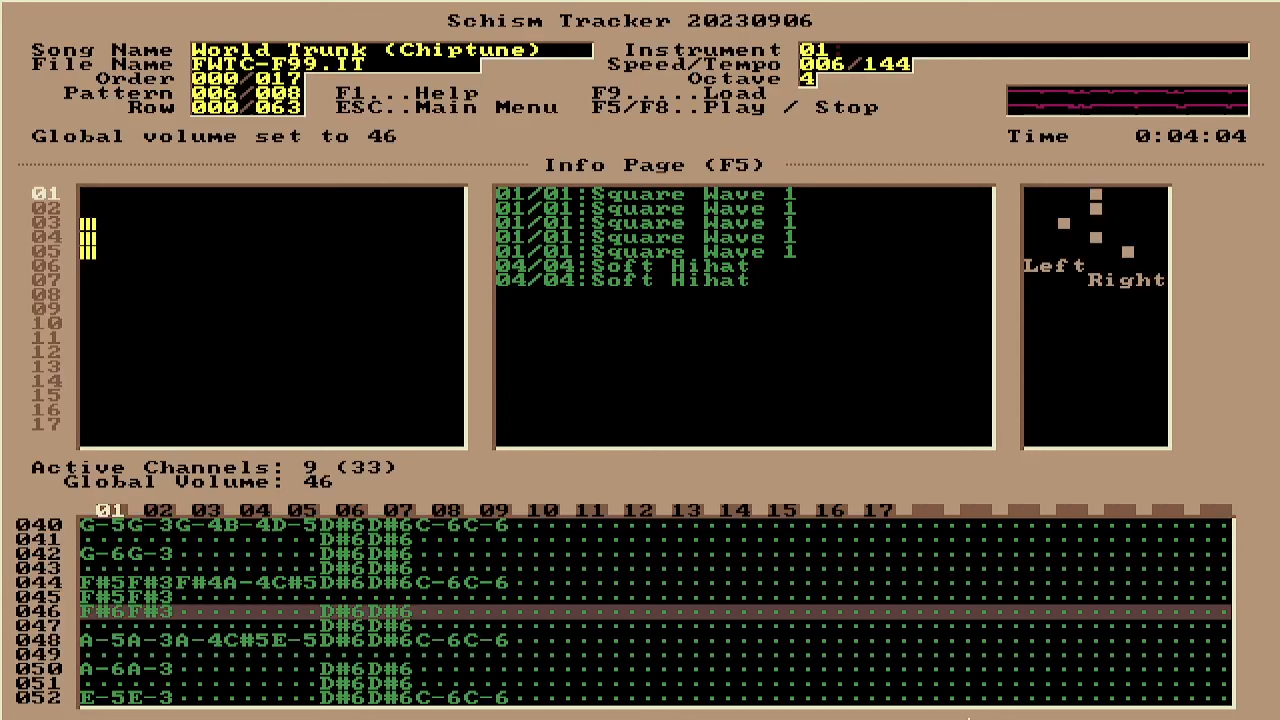 Schism Tracker 20230906
Song Name World Trunk (Chiptune) Instrument 01:
File Name FWTC-F99.IT Speed/Tempo 006/144
Order 000/017 Octave 4
Pattern 006/008 F1...Help F9.....Load
Row 000/063 ESC..Main Menu F5/F8..Play / Stop
Global volume set to 46 Time 0:04:04
Info Page (F5)
01 01/01:Square Wave 1
02 01/01:Square Wave 1
03 01/01:Square Wave 1
04 01/01:Square Wave 1
05 01/01:Square Wave 1
06 04/04:Soft Hihat Left
07 04/04:Soft Hihat Right
08
09
10
11
12
13
14
15
16
17
Active Channels: 9 (33)
Global Volume: 46
01 02 03 04 05 06 07 08 09 10 11 12 13 14 15 16 17
040 G-5G-3G-4B-4D-5D#6D#6C-6C-6
041 D#6D#6
042 G-6G-3 D#6D#6
043 D#6D#6
044 F#5F#3F#4A-4C#5D#6D#6C-6C-6
045 F#5F#3
046 F#6F#3 D#6D#6
047 D#6D#6
048 A-5A-3A-4C#5E-5D#6D#6C-6C-6
049
050 A-6A-3 D#6D#6
051 D#6D#6
052 E-5E-3 D#6D#6C-6C-6